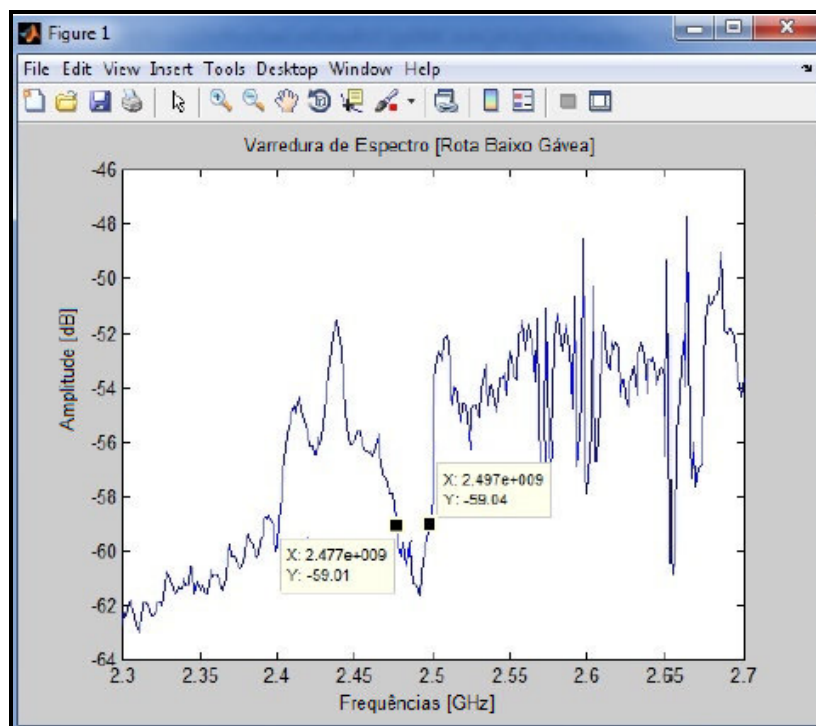 Figure 1
File Edit View Insert Tools Desktop Window Help
Varredura de Espectro [Rota Baixo Gávea]
-46
-48
-50
-52
-54
-56
-58
-60
-62
-64
Amplitude [dB]
X: 2.497e+009
Y: -59.04
X: 2.477e+009
Y: -59.01
2.3 2.35 2.4 2.45 2.5 2.55 2.6 2.65 2.7
Frequências [GHz]